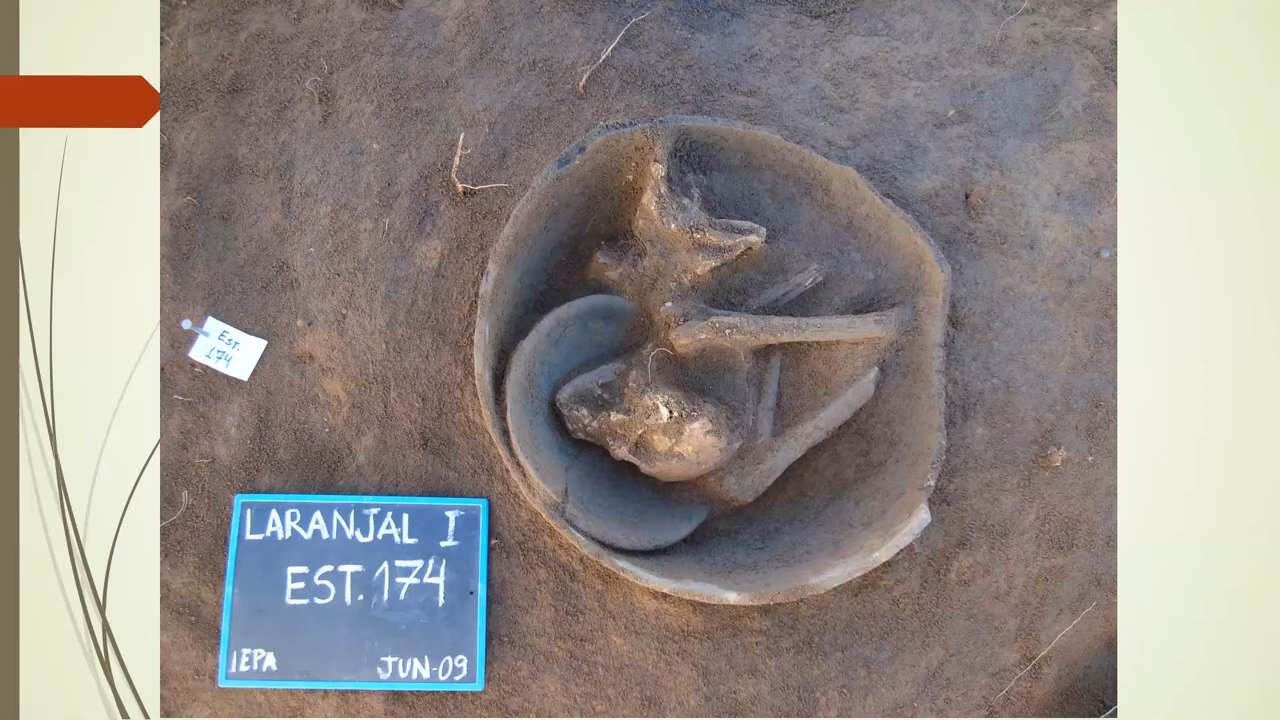 EST.
174
LARANJAL I
EST. 174
IEPA JUN-09